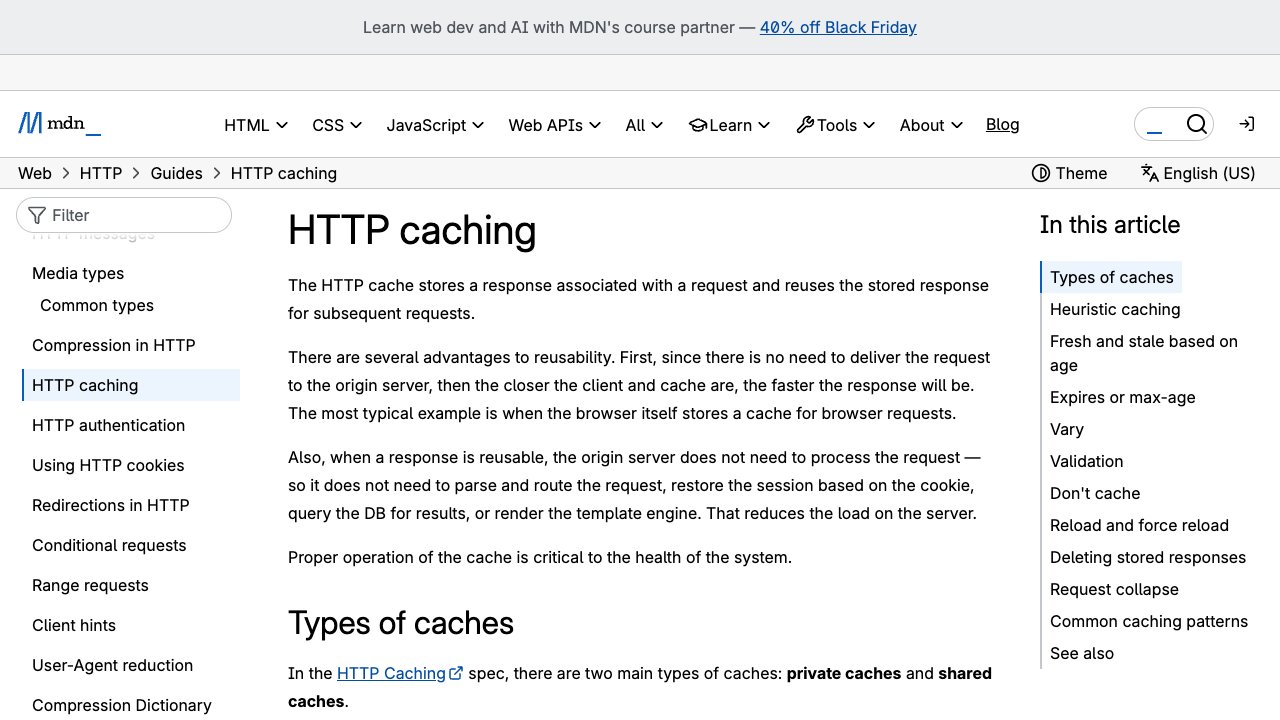 Learn web dev and AI with MDN's course partner — 40% off Black Friday
mdn_
HTML
CSS
JavaScript
Web APIs
All
Learn
Tools
About
Blog
Web
HTTP
Guides
HTTP caching
Theme
English (US)
Filter
HTTP messages
Media types
Common types
Compression in HTTP
HTTP caching
HTTP authentication
Using HTTP cookies
Redirections in HTTP
Conditional requests
Range requests
Client hints
User-Agent reduction
Compression Dictionary
HTTP caching
The HTTP cache stores a response associated with a request and reuses the stored response
for subsequent requests.
There are several advantages to reusability. First, since there is no need to deliver the request
to the origin server, then the closer the client and cache are, the faster the response will be.
The most typical example is when the browser itself stores a cache for browser requests.
Also, when a response is reusable, the origin server does not need to process the request —
so it does not need to parse and route the request, restore the session based on the cookie,
query the DB for results, or render the template engine. That reduces the load on the server.
Proper operation of the cache is critical to the health of the system.
Types of caches
In the HTTP Caching spec, there are two main types of caches: private caches and shared
caches.
In this article
Types of caches
Heuristic caching
Fresh and stale based on
age
Expires or max-age
Vary
Validation
Don't cache
Reload and force reload
Deleting stored responses
Request collapse
Common caching patterns
See also